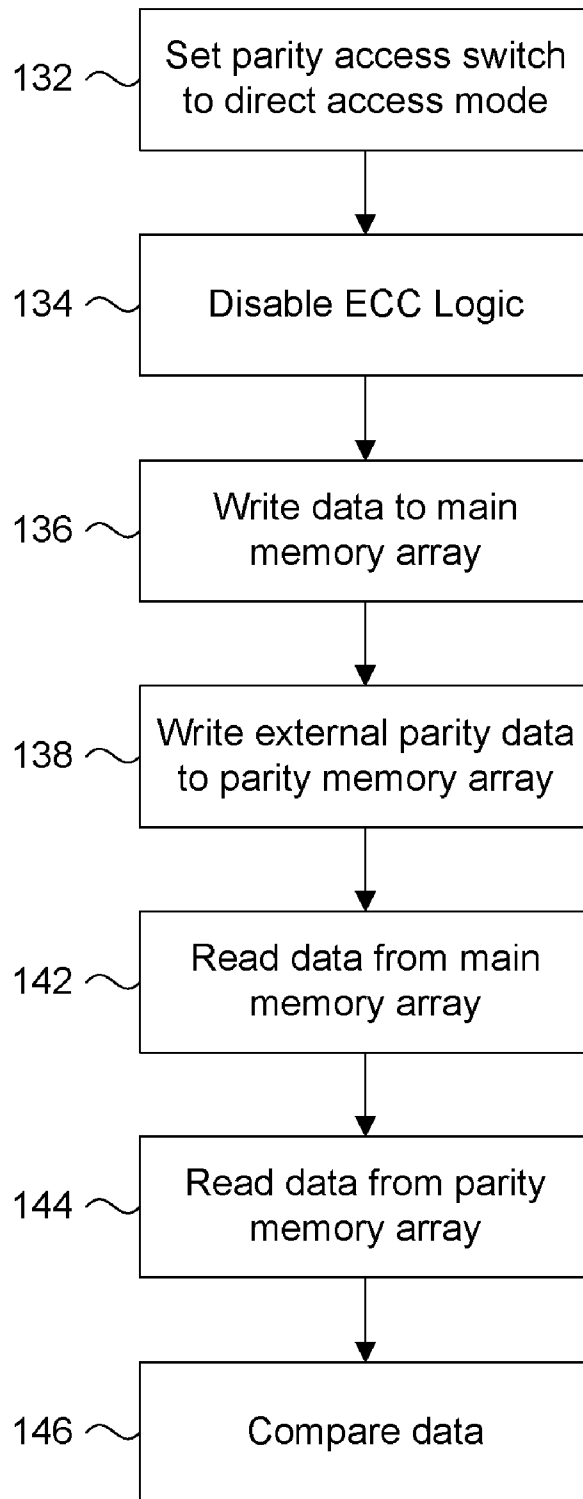 132
Set parity access switch
to direct access mode
134
Disable ECC Logic
136
Write data to main
memory array
138
Write external parity data
to parity memory array
142
Read data from main
memory array
144
Read data from parity
memory array
146
Compare data